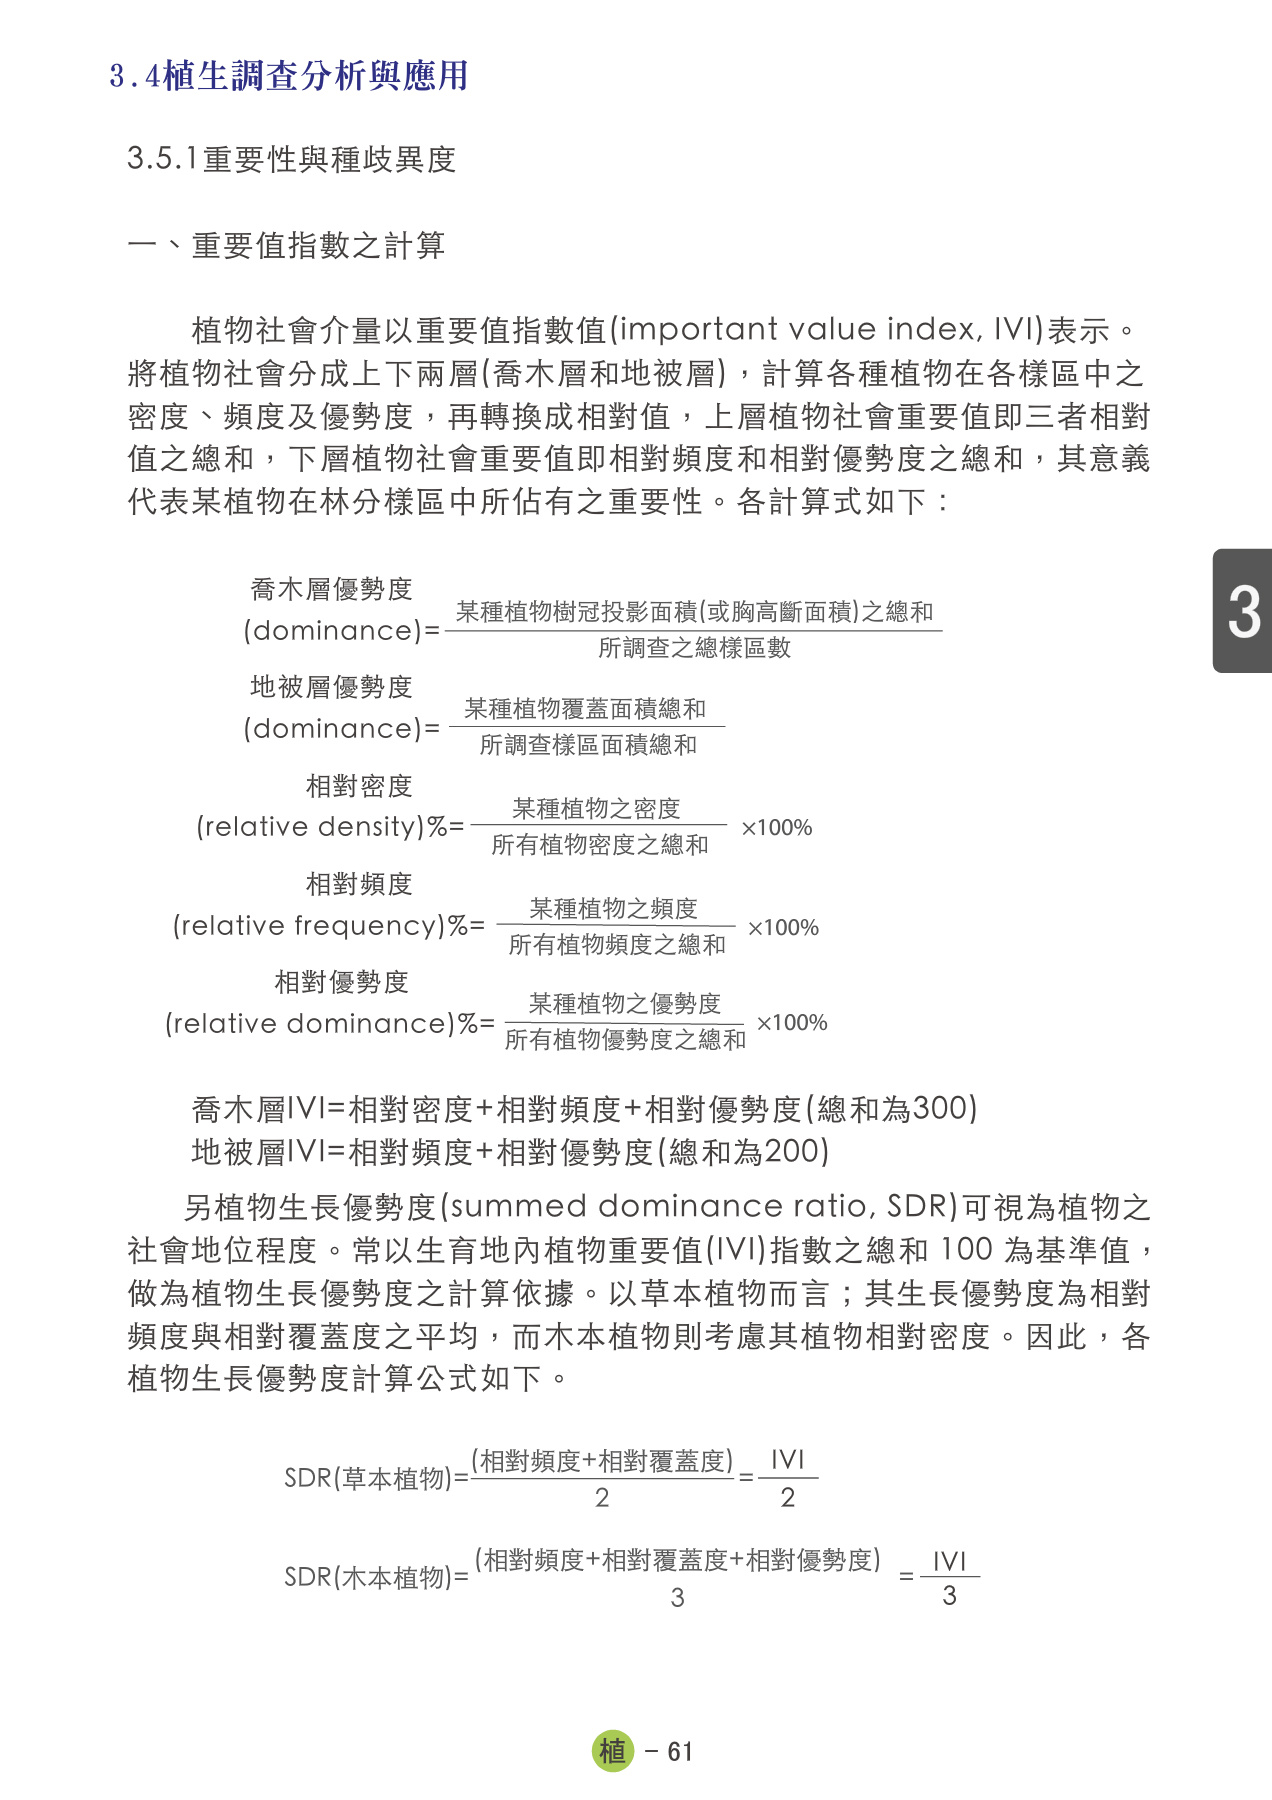 3.4植生調查分析與應用
3.5.1重要性與種歧異度
一、重要值指數之計算
植物社會介量以重要值指數值(important value index, IVI)表示。
將植物社會分成上下兩層(喬木層和地被層)，計算各種植物在各樣區中之
密度、頻度及優勢度，再轉換成相對值，上層植物社會重要值即三者相對
值之總和，下層植物社會重要值即相對頻度和相對優勢度之總和，其意義
代表某植物在林分樣區中所佔有之重要性。各計算式如下：
喬木層優勢度
(dominance)=
某種植物樹冠投影面積(或胸高斷面積)之總和
所調查之總樣區數
地被層優勢度
(dominance)=
某種植物覆蓋面積總和
所調查樣區面積總和
相對密度
(relative density)%=
某種植物之密度
所有植物密度之總和
×100%
相對頻度
(relative frequency)%=
某種植物之頻度
所有植物頻度之總和
×100%
相對優勢度
(relative dominance)%=
某種植物之優勢度
所有植物優勢度之總和
×100%
喬木層IVI=相對密度+相對頻度+相對優勢度(總和為300)
地被層IVI=相對頻度+相對優勢度(總和為200)
另植物生長優勢度(summed dominance ratio, SDR)可視為植物之
社會地位程度。常以生育地內植物重要值(IVI)指數之總和 100 為基準值，
做為植物生長優勢度之計算依據。以草本植物而言；其生長優勢度為相對
頻度與相對覆蓋度之平均，而木本植物則考慮其植物相對密度。因此，各
植物生長優勢度計算公式如下。
SDR(草本植物)=
(相對頻度+相對覆蓋度)
2
=
IVI
2
SDR(木本植物)=
(相對頻度+相對覆蓋度+相對優勢度)
3
=
IVI
3
3
植 - 61